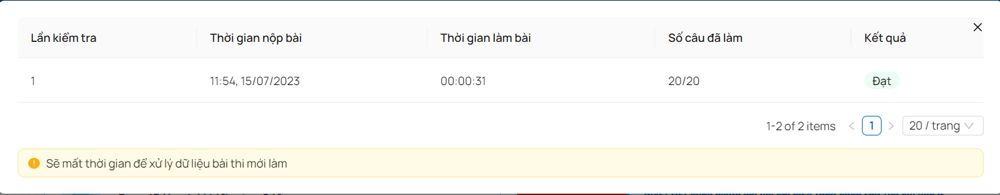 Lần kiểm tra Thời gian nộp bài Thời gian làm bài Số câu đã làm Kết quả
1 11:54, 15/07/2023 00:00:31 20/20 Đạt
1-2 of 2 items 1 20 / trang
Sẽ mất thời gian để xử lý dữ liệu bài thi mới làm